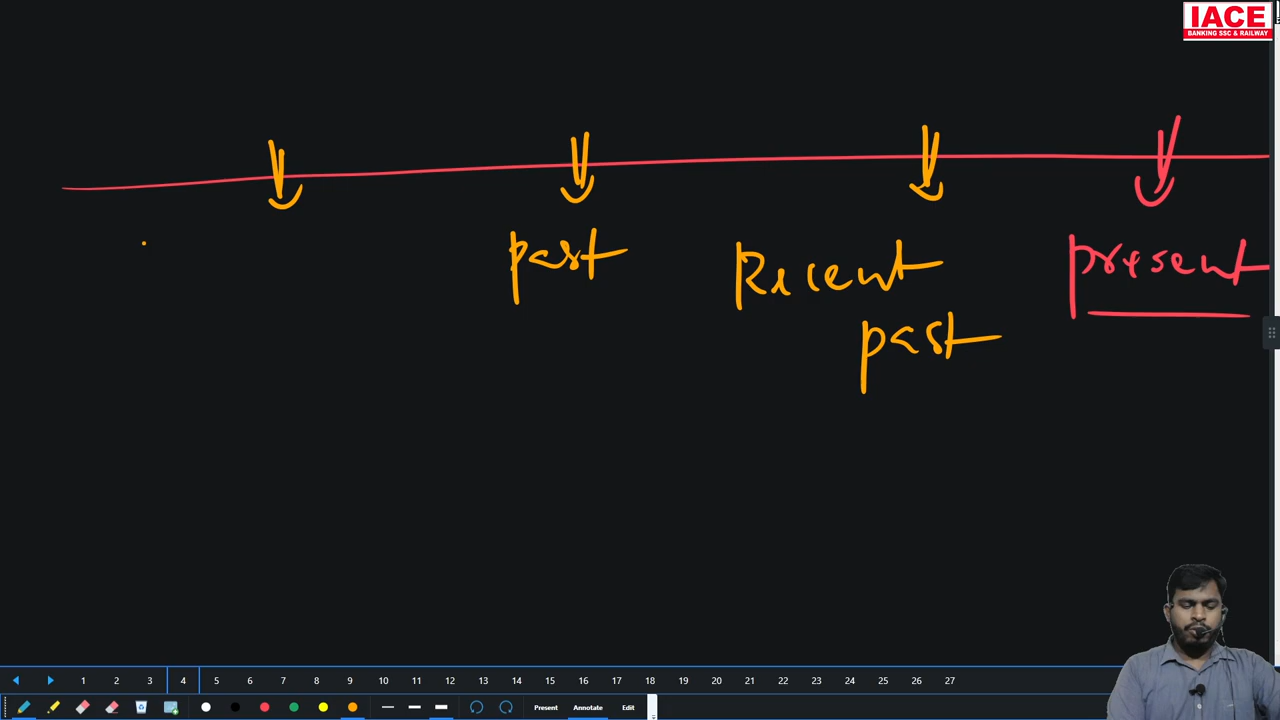 IACE
BANKING SSC & RAILWAY
past
Recent
past
present
1 2 3 4 5 6 7 8 9 10 11 12 13 14 15 16 17 18 19 20 21 22 23 24 25 26 27
Present Annotate Edit